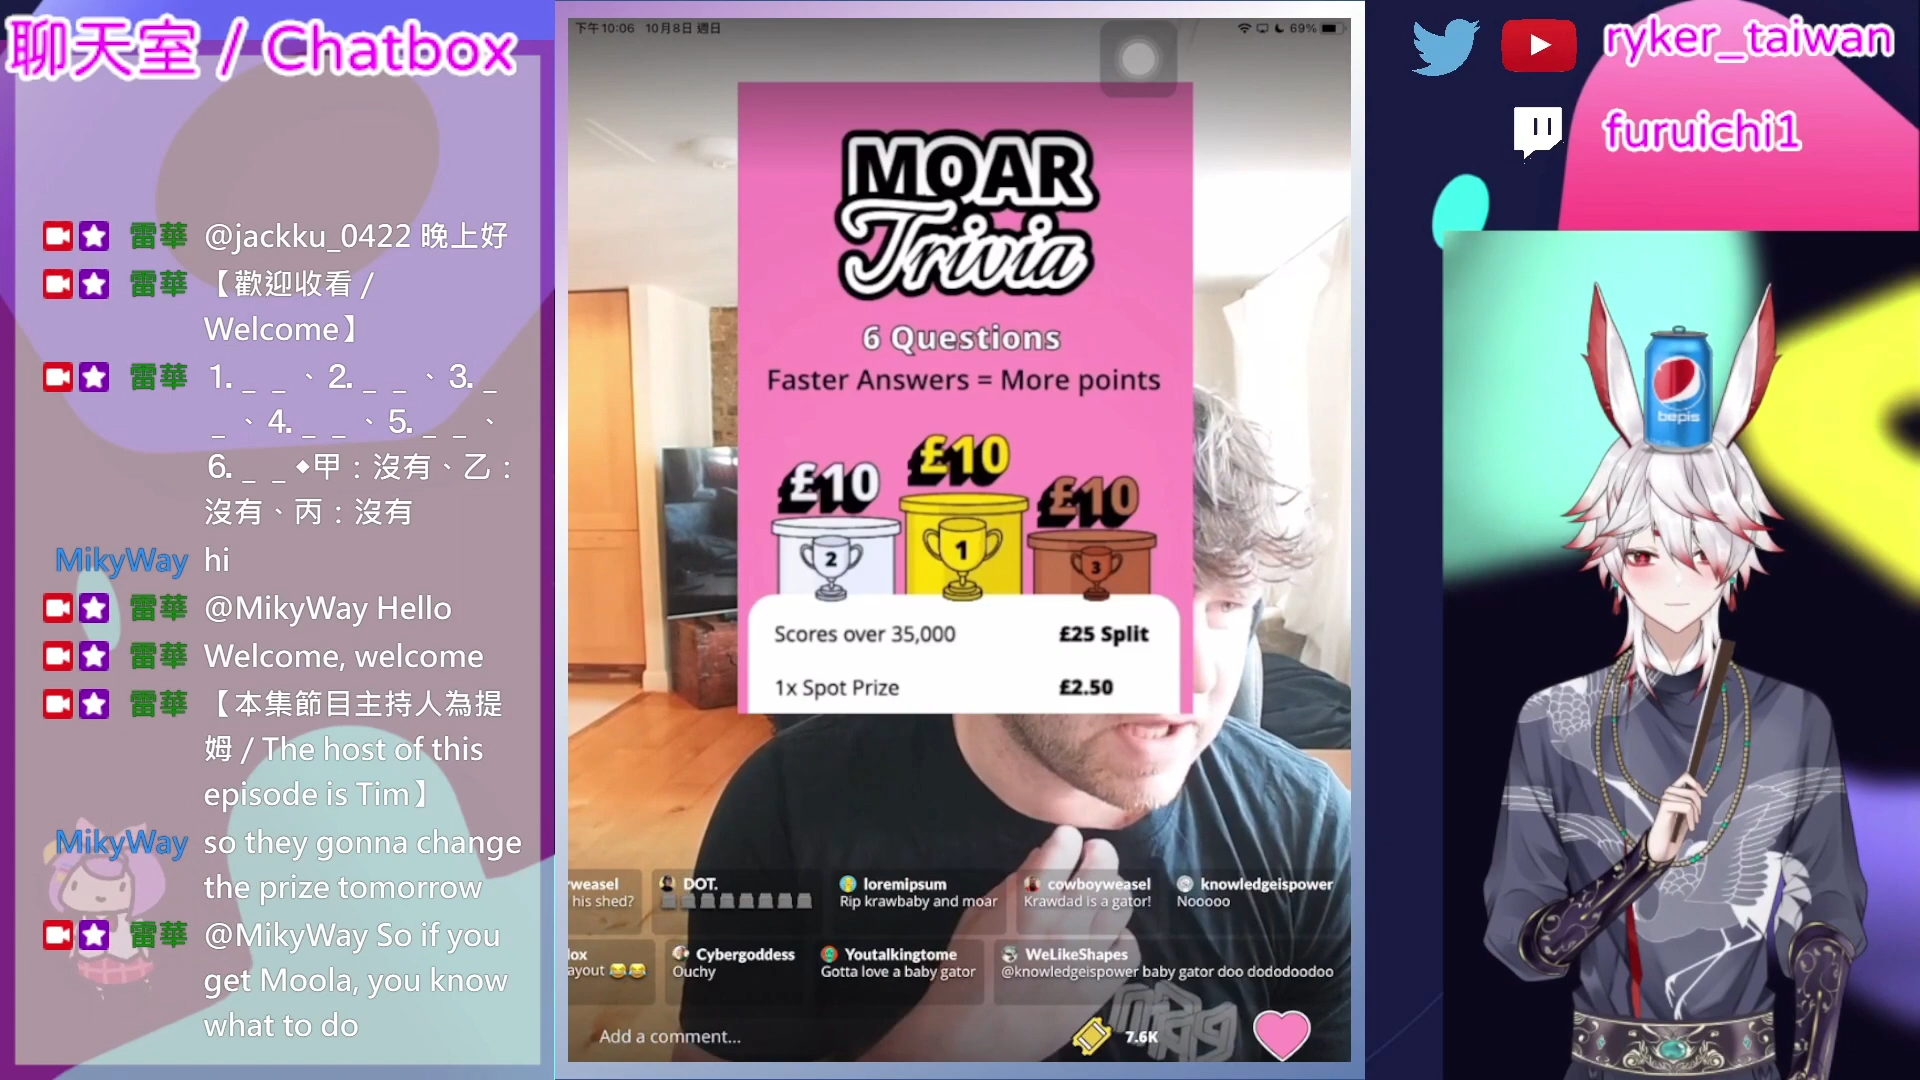 聊天室 / Chatbox
雷華 @jackku_0422 晚上好
雷華 【歡迎收看 /
Welcome】
雷華 1. _ _ 、2. _ _ 、3. _
_ 、4. _ _ 、5. _ _ 、
6. _ _ ◆甲：沒有、乙：
沒有、丙：沒有
MikyWay hi
雷華 @MikyWay Hello
雷華 Welcome, welcome
雷華 【本集節目主持人為提
姆 / The host of this
episode is Tim】
MikyWay so they gonna change
the prize tomorrow
雷華 @MikyWay So if you
get Moola, you know
what to do
下午10:06 10月8日 週日
69%
MOAR
Trivia
6 Questions
Faster Answers = More points
£10
£10
£10
2
1
3
Scores over 35,000 £25 Split
1x Spot Prize £2.50
weasel
his shed?
DOT.
loremipsum
Rip krawbaby and moar
cowboyweasel
Krawdad is a gator!
knowledgeispower
Nooooo
ayout 😂😂
Cybergoddess
Ouchy
Youtalkingtome
Gotta love a baby gator
WeLikeShapes
@knowledgeispower baby gator doo dododoodoo
Add a comment...
7.6K
ryker_taiwan
furuichi1
bepis